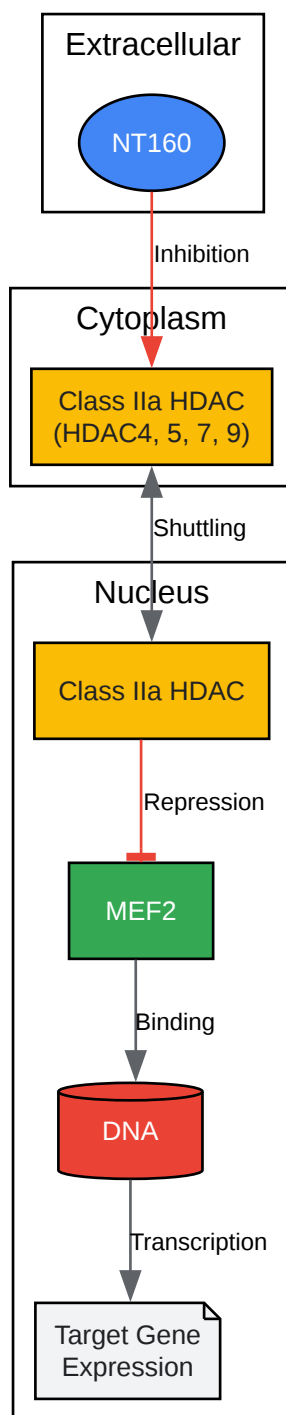 Extracellular
NT160
Inhibition
Cytoplasm
Class IIa HDAC
(HDAC4, 5, 7, 9)
Shuttling
Nucleus
Class IIa HDAC
Repression
MEF2
Binding
DNA
Transcription
Target Gene
Expression